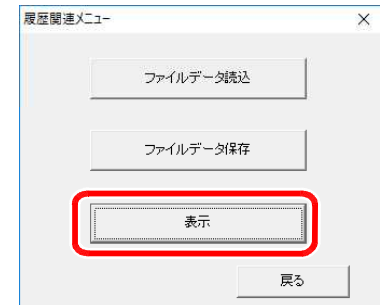 履歴関連メニュー
ファイルデータ読込
ファイルデータ保存
表示
戻る